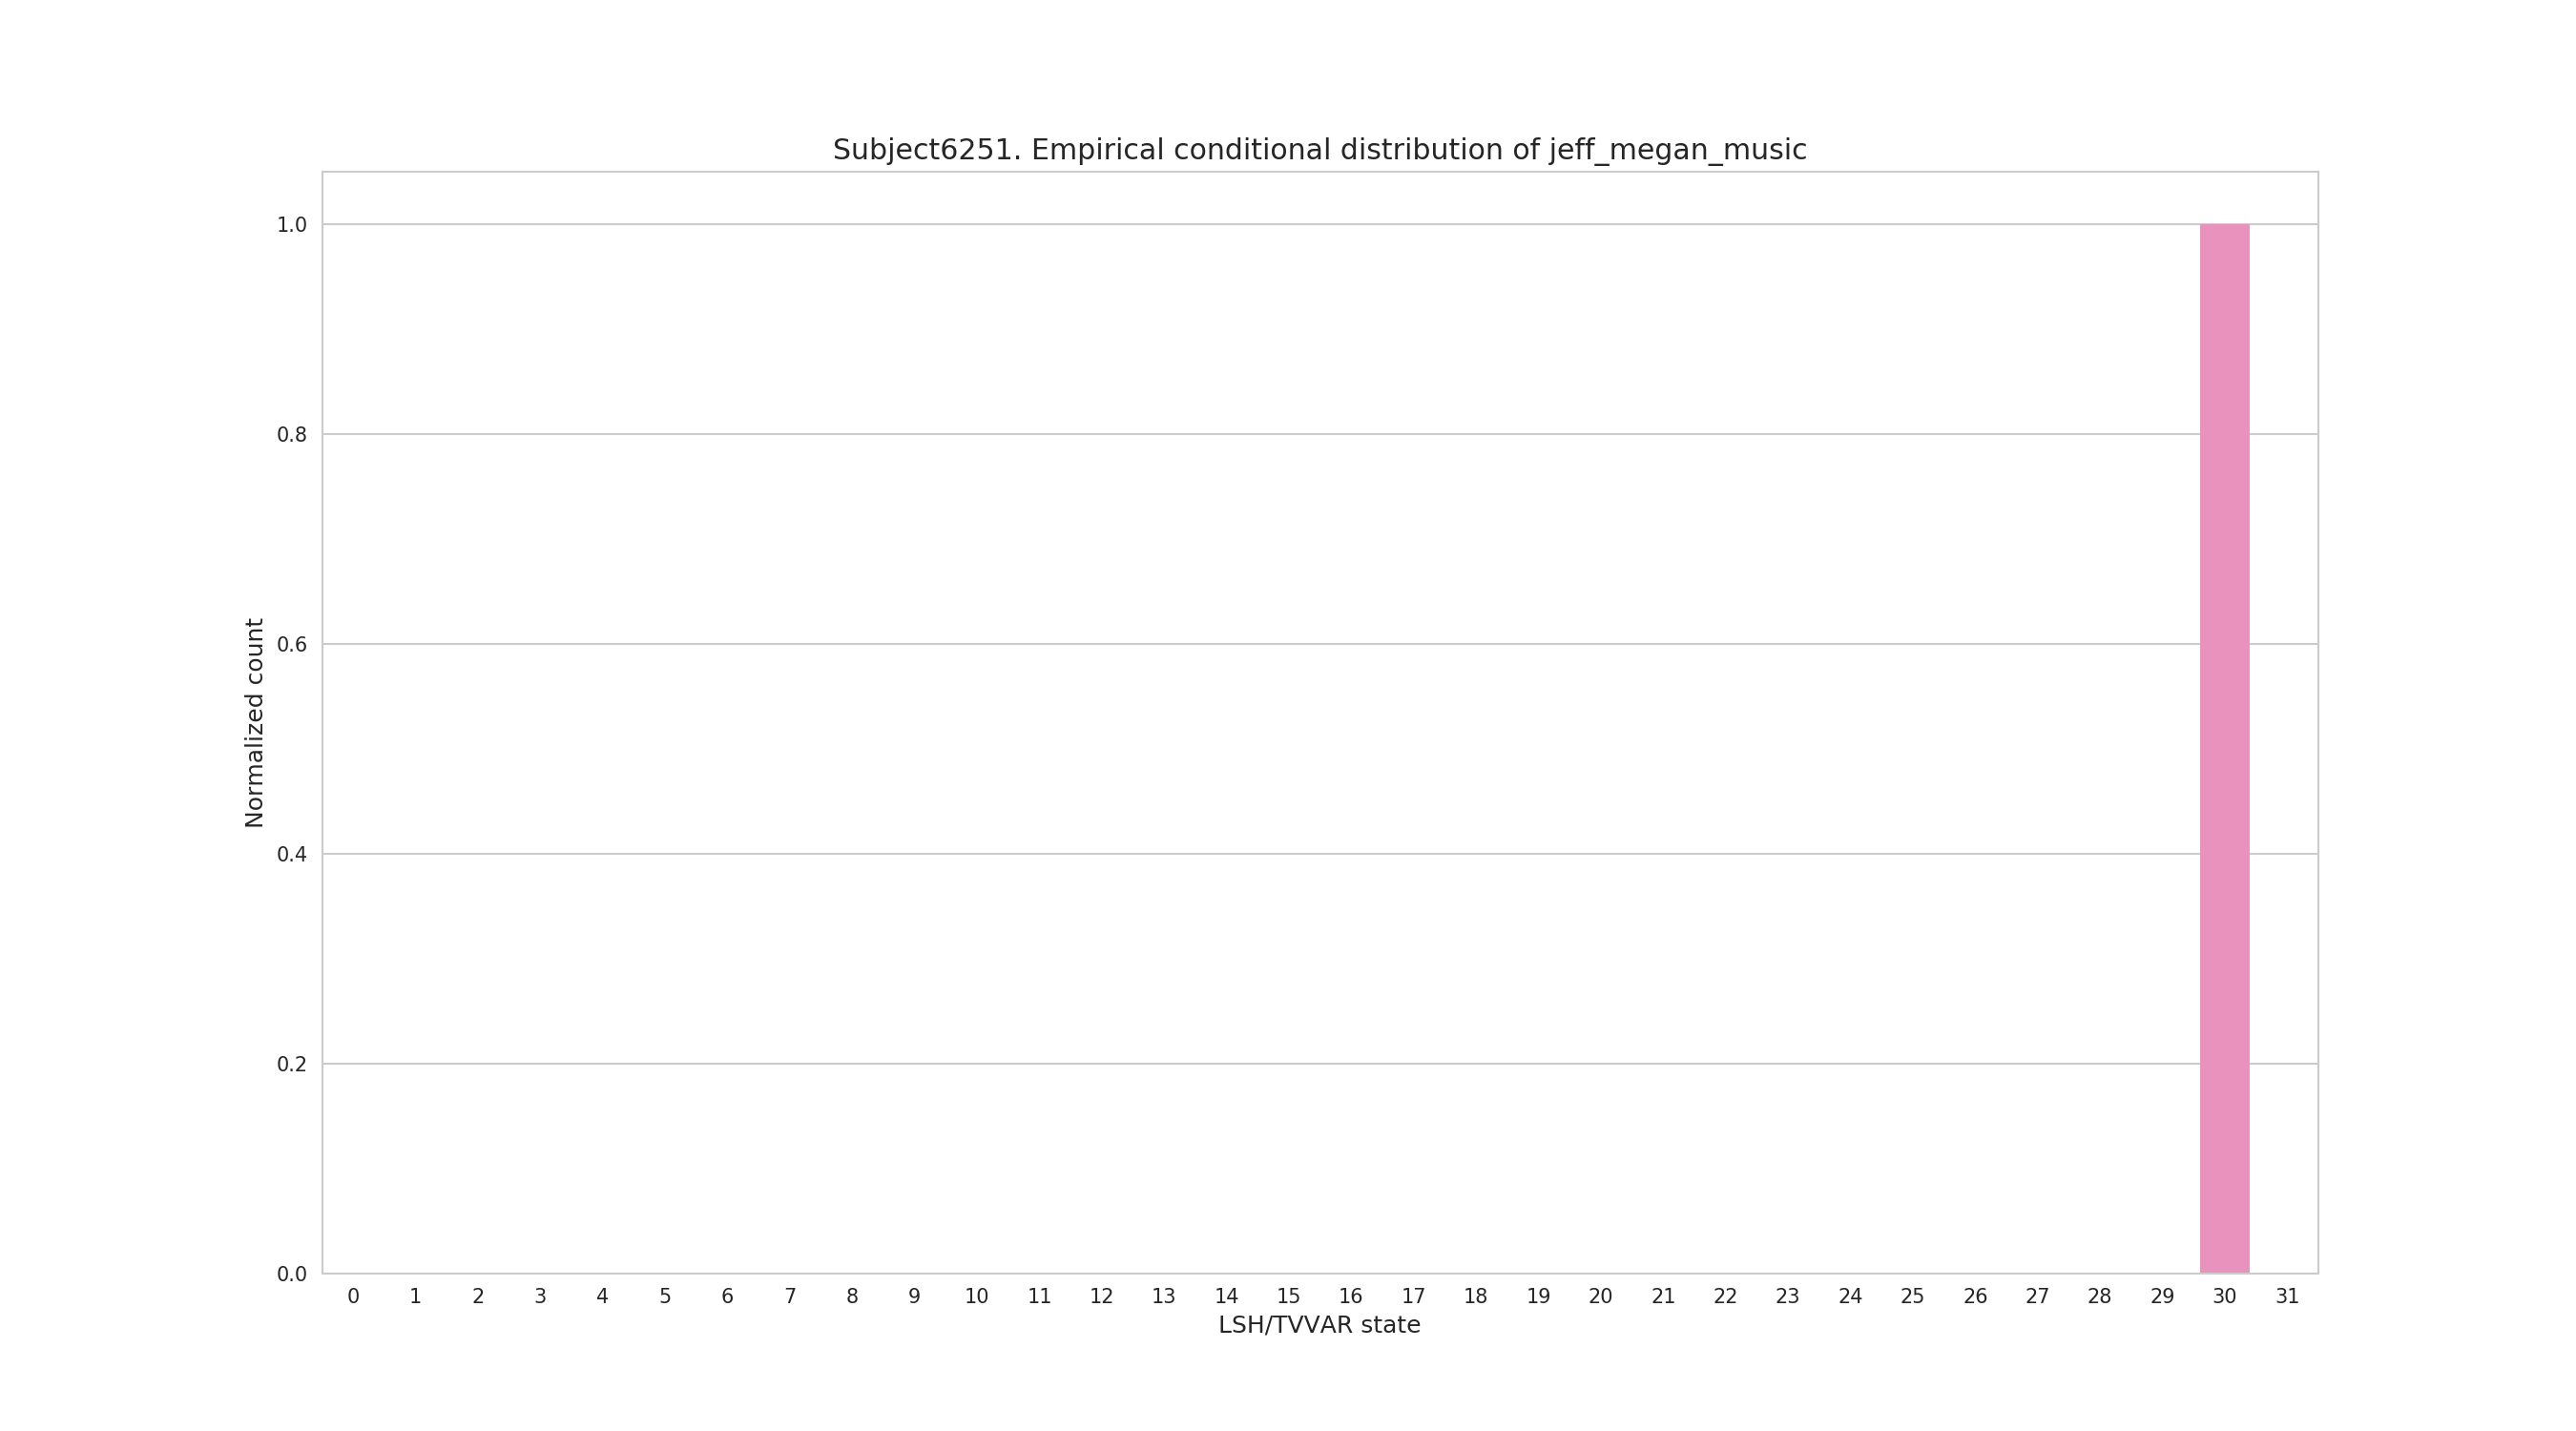 Subject6251. Empirical conditional distribution of jeff_megan_music
1.0
0.8
0.6
0.4
0.2
0.0
Normalized count
0 1 2 3 4 5 6 7 8 9 10 11 12 13 14 15 16 17 18 19 20 21 22 23 24 25 26 27 28 29 30 31
LSH/TVVAR state